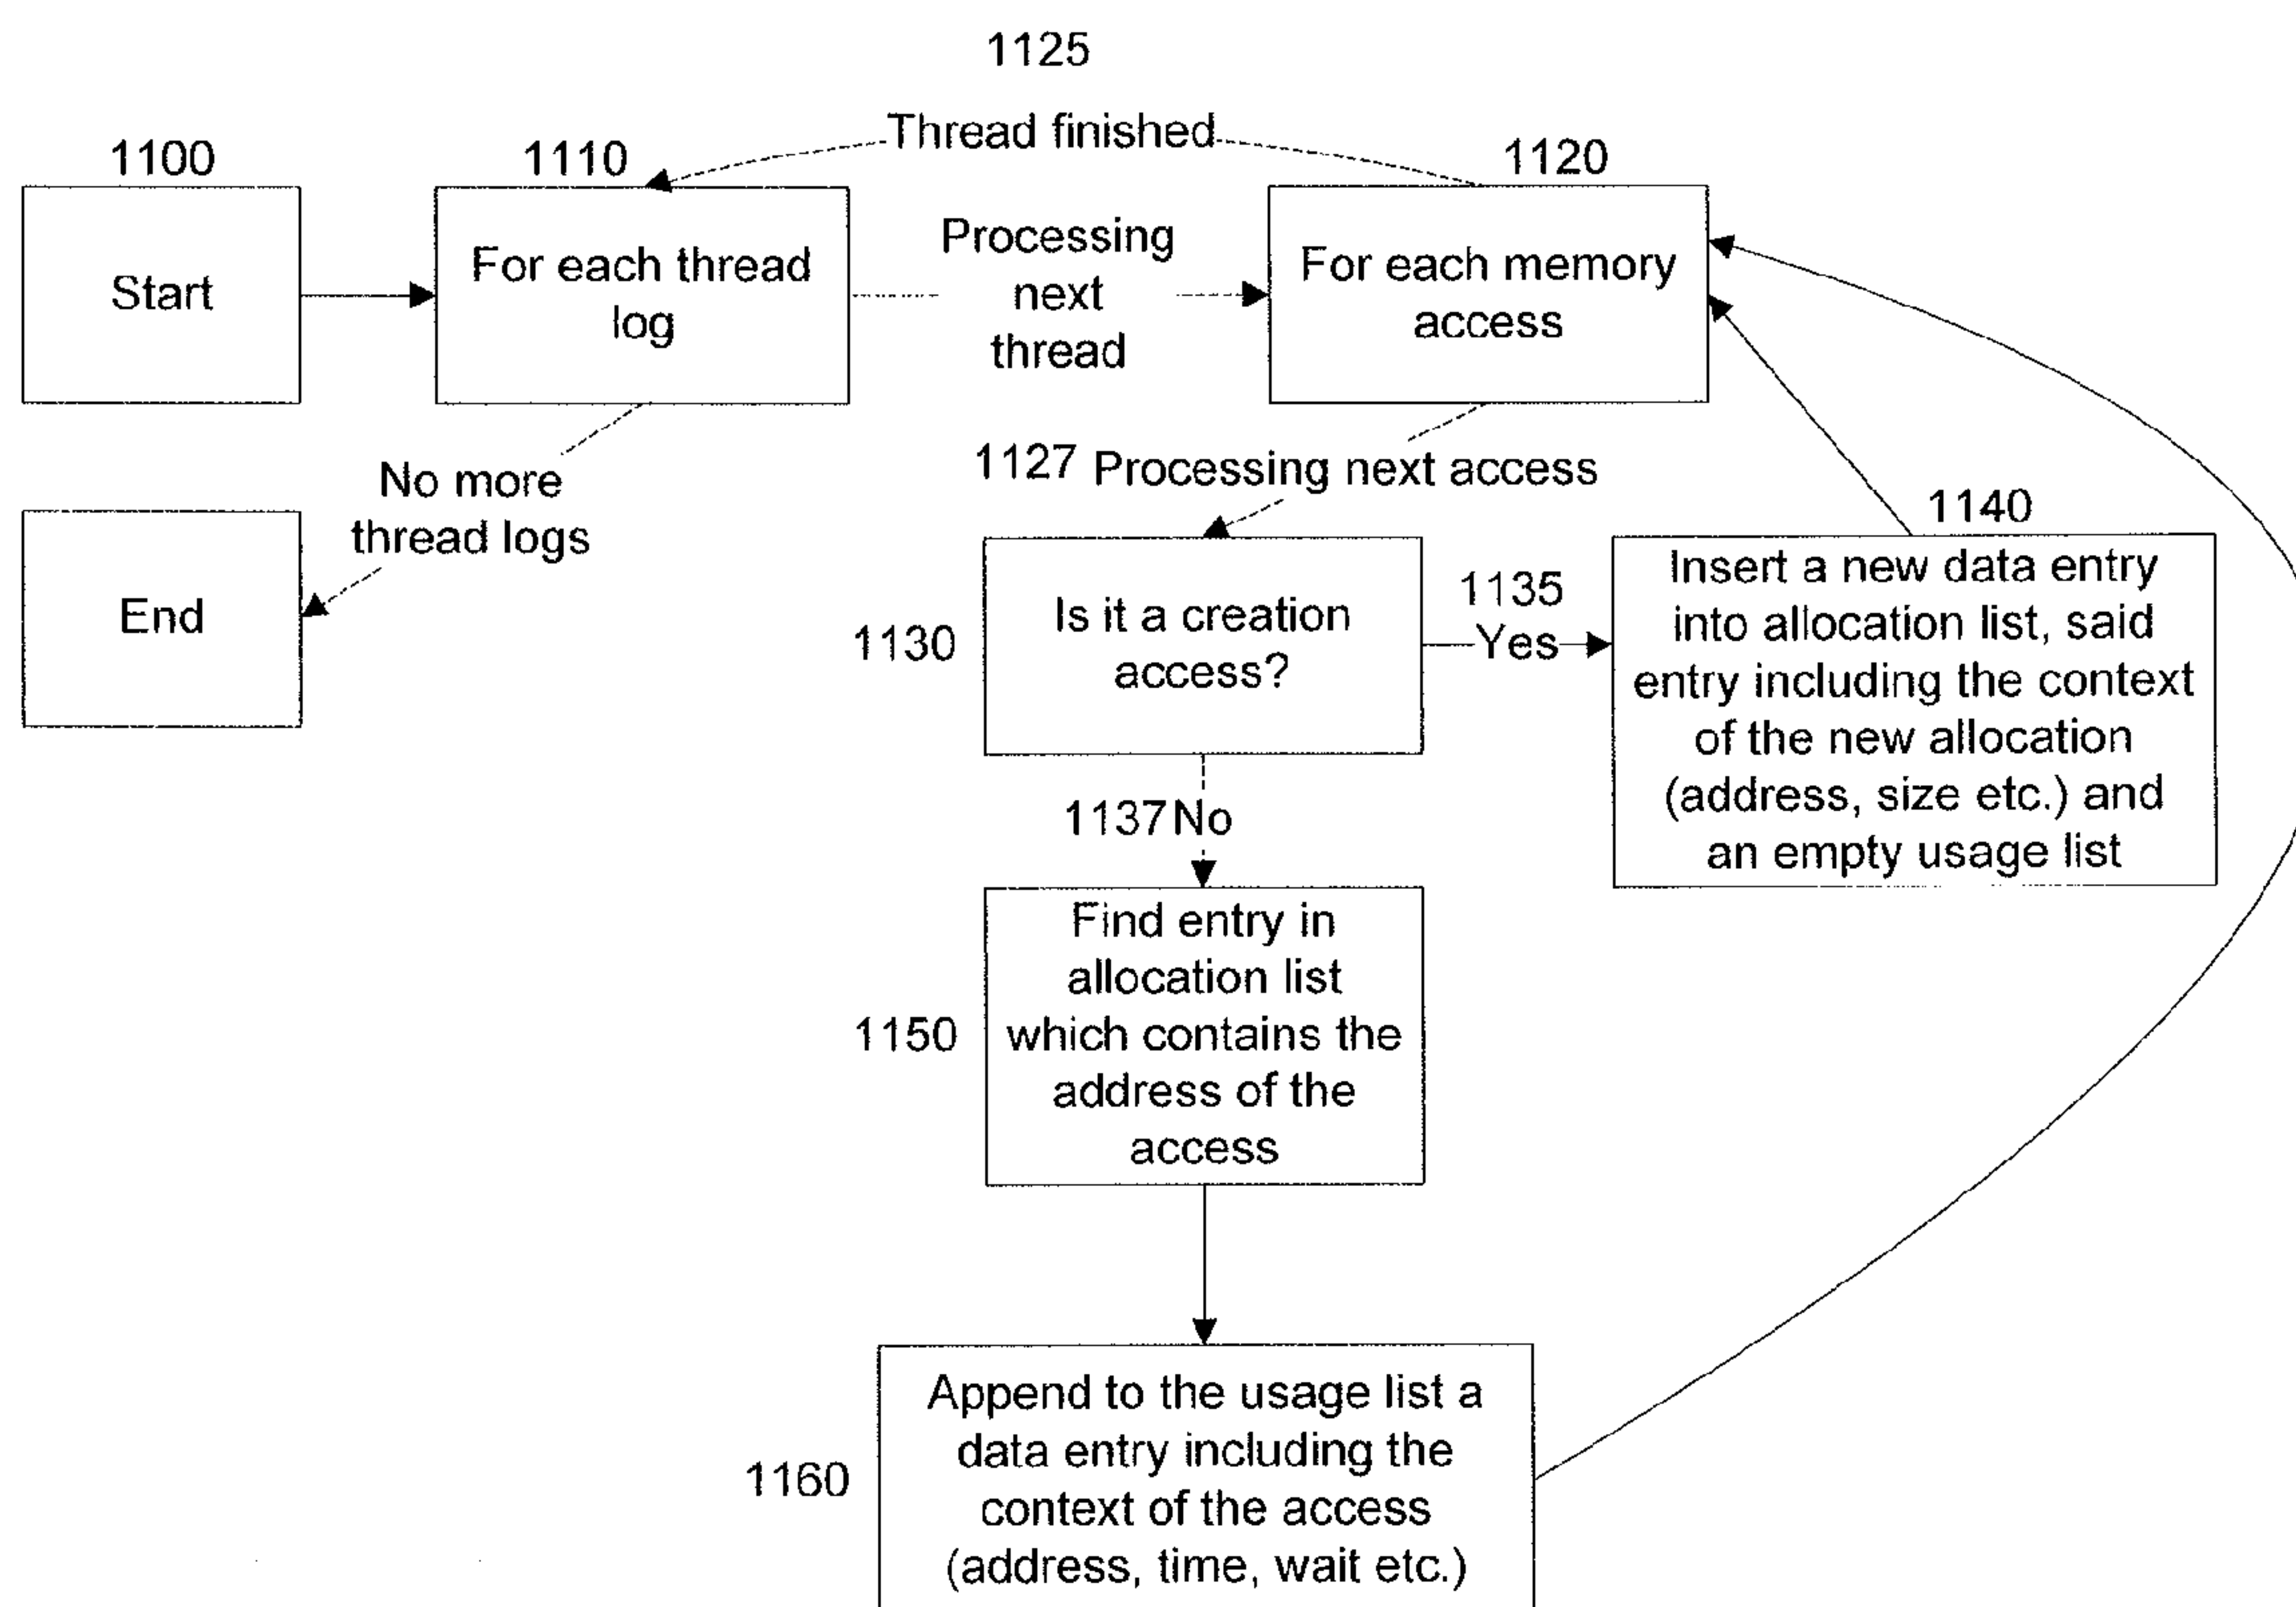 1125
Thread finished
1100
1110
1120
Start
For each thread
log
Processing
next
thread
For each memory
access
No more
thread logs
End
1127 Processing next access
1130
Is it a creation
access?
1135
Yes
1140
Insert a new data entry
into allocation list, said
entry including the context
of the new allocation
(address, size etc.) and
an empty usage list
1137 No
1150
Find entry in
allocation list
which contains the
address of the
access
1160
Append to the usage list a
data entry including the
context of the access
(address, time, wait etc.)